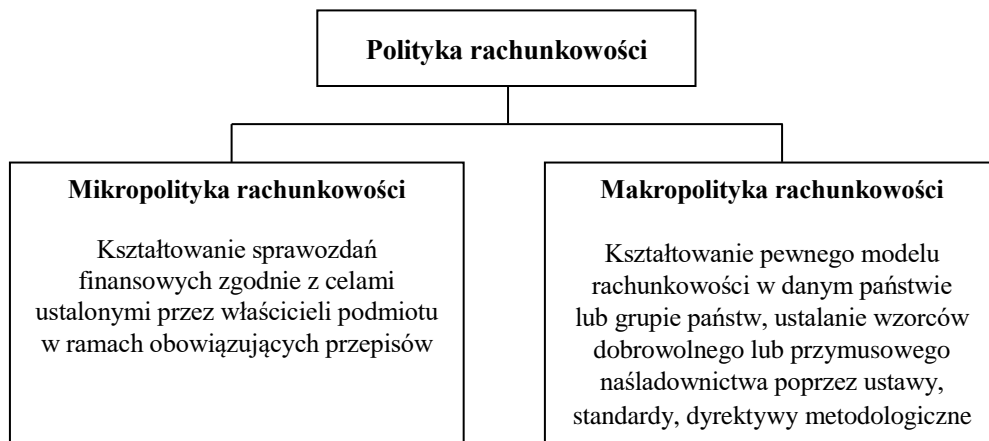 Polityka rachunkowości
Mikropolityka rachunkowości
Kształtowanie sprawozdań
finansowych zgodnie z celami
ustalonymi przez właścicieli podmiotu
w ramach obowiązujących przepisów
Makropolityka rachunkowości
Kształtowanie pewnego modelu
rachunkowości w danym państwie
lub grupie państw, ustalanie wzorców
dobrowolnego lub przymusowego
naśladownictwa poprzez ustawy,
standardy, dyrektywy metodologiczne